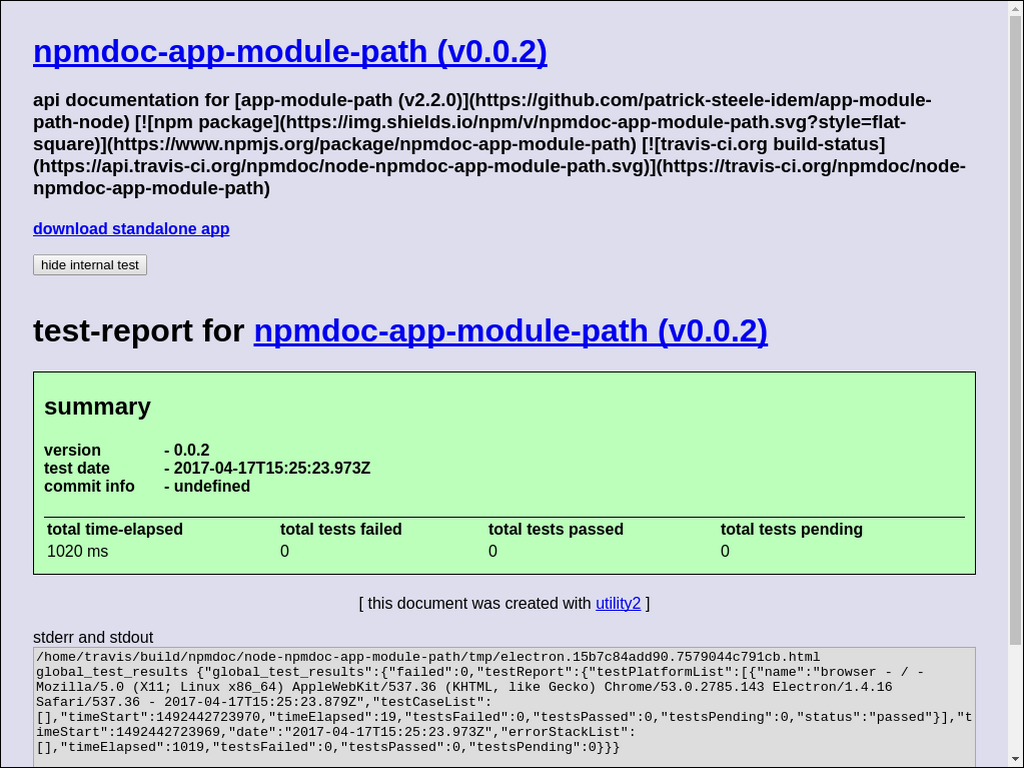 npmdoc-app-module-path (v0.0.2)
api documentation for [app-module-path (v2.2.0)](https://github.com/patrick-steele-idem/app-module-
path-node) [![npm package](https://img.shields.io/npm/v/npmdoc-app-module-path.svg?style=flat-
square)](https://www.npmjs.org/package/npmdoc-app-module-path) [![travis-ci.org build-status]
(https://api.travis-ci.org/npmdoc/node-npmdoc-app-module-path.svg)](https://travis-ci.org/npmdoc/node-
npmdoc-app-module-path)
download standalone app
hide internal test
test-report for npmdoc-app-module-path (v0.0.2)
summary
version - 0.0.2
test date - 2017-04-17T15:25:23.973Z
commit info - undefined
total time-elapsed total tests failed total tests passed total tests pending
1020 ms 0 0 0
[ this document was created with utility2 ]
stderr and stdout
/home/travis/build/npmdoc/node-npmdoc-app-module-path/tmp/electron.15b7c84add90.7579044c791cb.html
global_test_results {"global_test_results":{"failed":0,"testReport":{"testPlatformList":[{"name":"browser - / -
Mozilla/5.0 (X11; Linux x86_64) AppleWebKit/537.36 (KHTML, like Gecko) Chrome/53.0.2785.143 Electron/1.4.16
Safari/537.36 - 2017-04-17T15:25:23.879Z","testCaseList":
[],"timeStart":1492442723970,"timeElapsed":19,"testsFailed":0,"testsPassed":0,"testsPending":0,"status":"passed"}],"t
imeStart":1492442723969,"date":"2017-04-17T15:25:23.973Z","errorStackList":
[],"timeElapsed":1019,"testsFailed":0,"testsPassed":0,"testsPending":0}}}